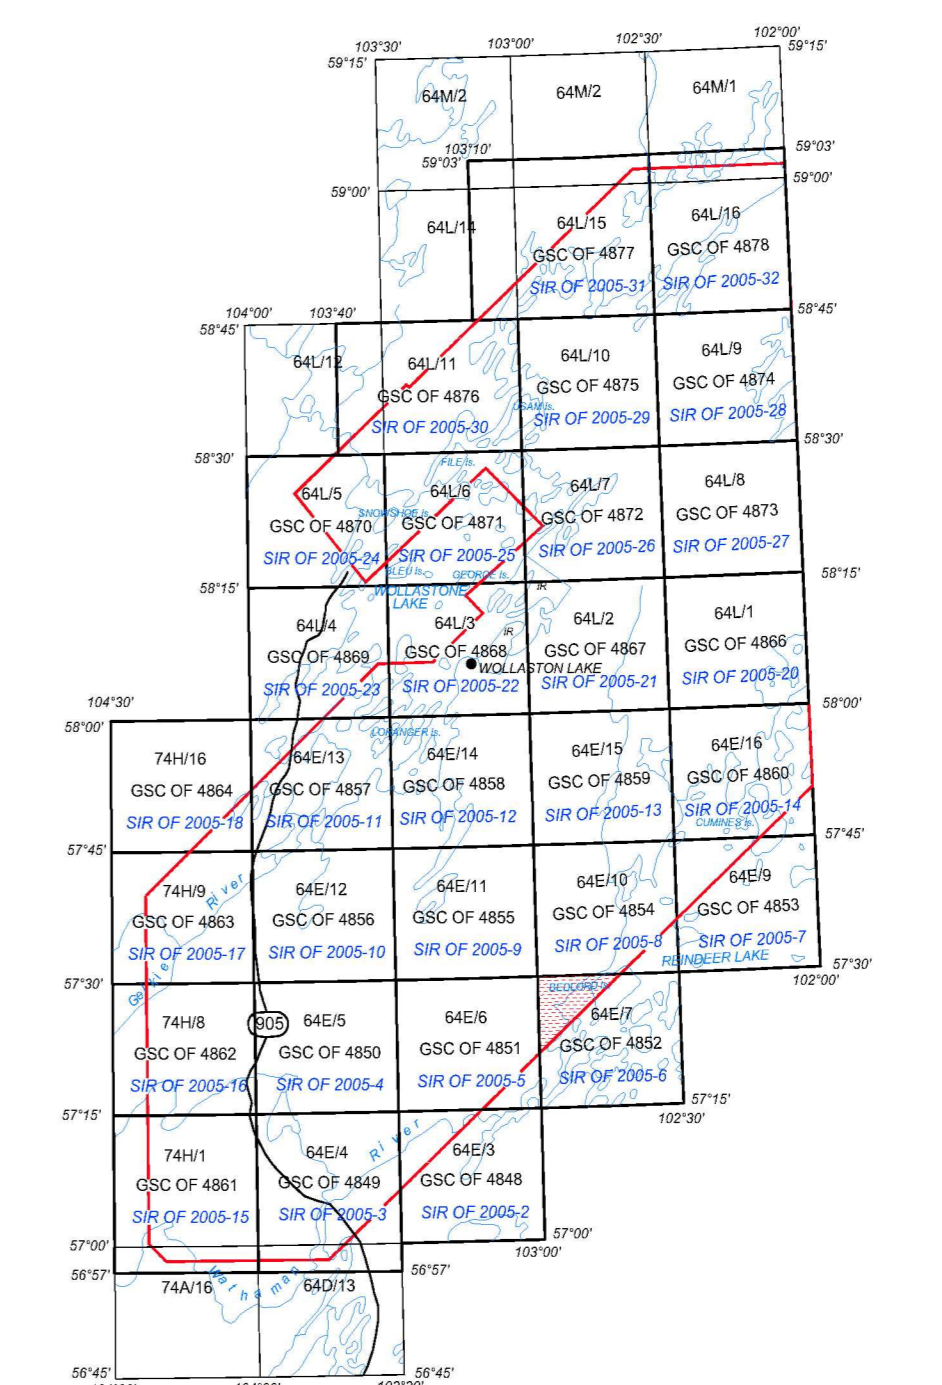 102°00'
102°30'
103°00'
103°30'
59°15'
59°15'
64M/2
64M/2
64M/1
103°10'
59°03'
59°03'
59°00'
59°00'
64L/14
64L/15
GSC OF 4877
SIR OF 2005-31
64L/16
GSC OF 4878
SIR OF 2005-32
104°00'
103°40'
58°45'
58°45'
64L/12
64L/11
GSC OF 4876
SIR OF 2005-30
64L/10
GSC OF 4875
USAM is.
SIR OF 2005-29
64L/9
GSC OF 4874
SIR OF 2005-28
58°30'
58°30'
FILE is.
64L/5
GSC OF 4870
SIR OF 2005-24
64L/6
SNOWSHOE is.
GSC OF 4871
SIR OF 2005-25
64L/7
GSC OF 4872
SIR OF 2005-26
64L/8
GSC OF 4873
SIR OF 2005-27
BLEU is.
GEORGE is.
58°15'
58°15'
WOLLASTONE
LAKE
IR
64L/4
GSC OF 4869
SIR OF 2005-23
64L/3
IR
GSC OF 4868
WOLLASTON LAKE
SIR OF 2005-22
64L/2
GSC OF 4867
SIR OF 2005-21
64L/1
GSC OF 4866
SIR OF 2005-20
104°30'
58°00'
58°00'
LORANGER is.
74H/16
GSC OF 4864
SIR OF 2005-18
64E/13
GSC OF 4857
SIR OF 2005-11
64E/14
GSC OF 4858
SIR OF 2005-12
64E/15
GSC OF 4859
SIR OF 2005-13
64E/16
GSC OF 4860
SIR OF 2005-14
CUMINES is.
57°45'
57°45'
74H/9
GSC OF 4863
SIR OF 2005-17
Geikie River
64E/12
GSC OF 4856
SIR OF 2005-10
64E/11
GSC OF 4855
SIR OF 2005-9
64E/10
GSC OF 4854
SIR OF 2005-8
64E/9
GSC OF 4853
SIR OF 2005-7
REINDEER LAKE
57°30'
57°30'
102°00'
BEDFORD is.
74H/8
GSC OF 4862
SIR OF 2005-16
905
64E/5
GSC OF 4850
SIR OF 2005-4
64E/6
GSC OF 4851
SIR OF 2005-5
64E/7
GSC OF 4852
SIR OF 2005-6
57°15'
57°15'
102°30'
74H/1
GSC OF 4861
SIR OF 2005-15
64E/4
GSC OF 4849
SIR OF 2005-3
River
64E/3
GSC OF 4848
SIR OF 2005-2
57°00'
57°00'
103°00'
56°57'
56°57'
Wathaman
74A/16
64D/13
56°45'
56°45'